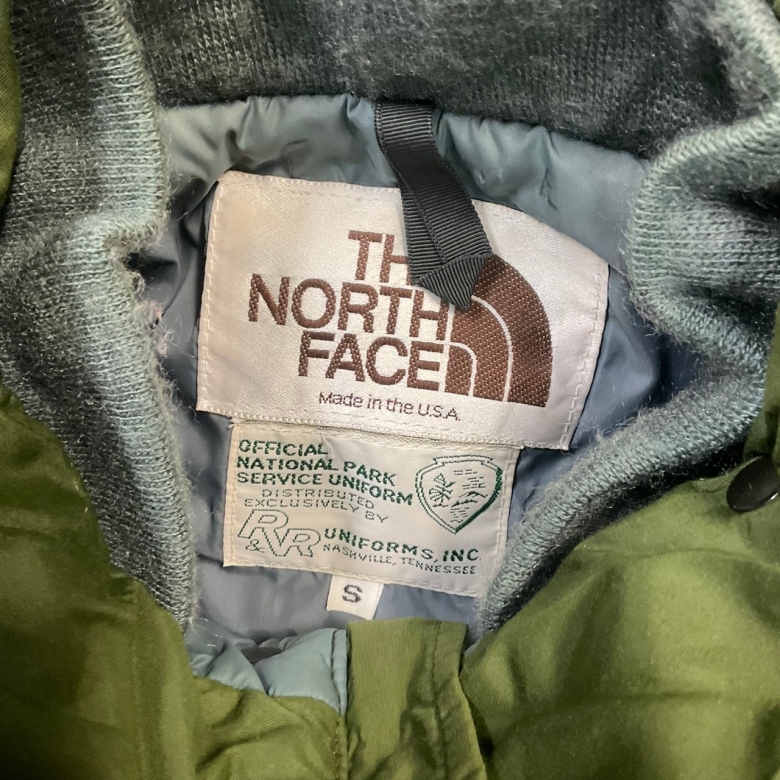 THE
NORTH
FACE
Made in the U.S.A.
OFFICIAL
NATIONAL PARK
SERVICE UNIFORM
DISTRIBUTED
EXCLUSIVELY BY
R&R UNIFORMS, INC.
NASHVILLE, TENNESSEE
S